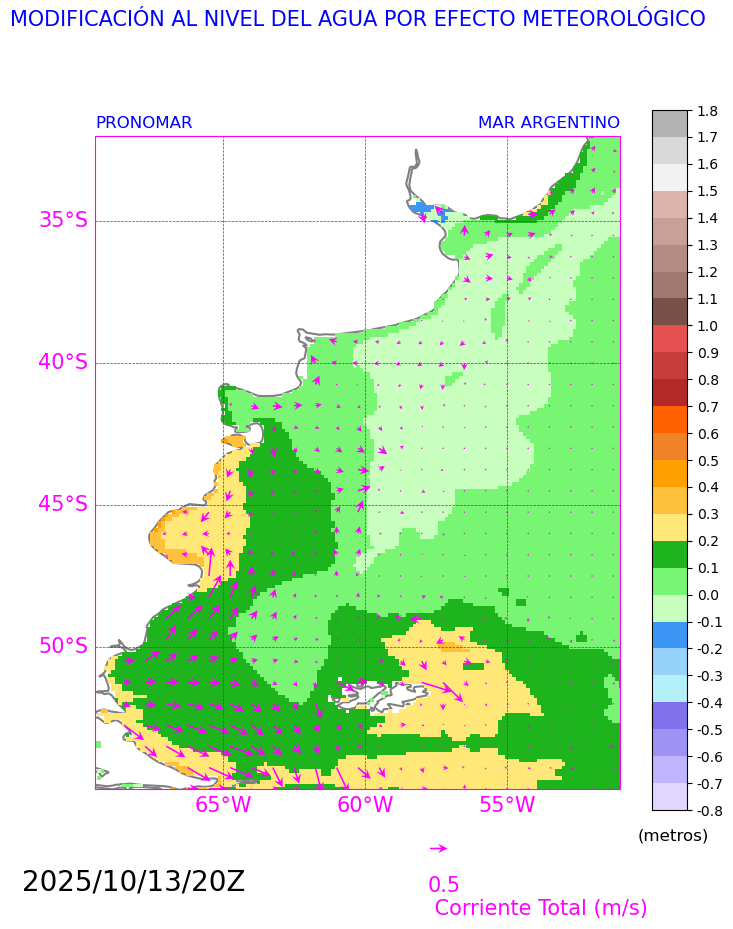 MODIFICACIÓN AL NIVEL DEL AGUA POR EFECTO METEOROLÓGICO
PRONOMAR MAR ARGENTINO
35°S
40°S
45°S
50°S
65°W 60°W 55°W
1.8
1.7
1.6
1.5
1.4
1.3
1.2
1.1
1.0
0.9
0.8
0.7
0.6
0.5
0.4
0.3
0.2
0.1
0.0
-0.1
-0.2
-0.3
-0.4
-0.5
-0.6
-0.7
-0.8
(metros)
2025/10/13/20Z
0.5
Corriente Total (m/s)